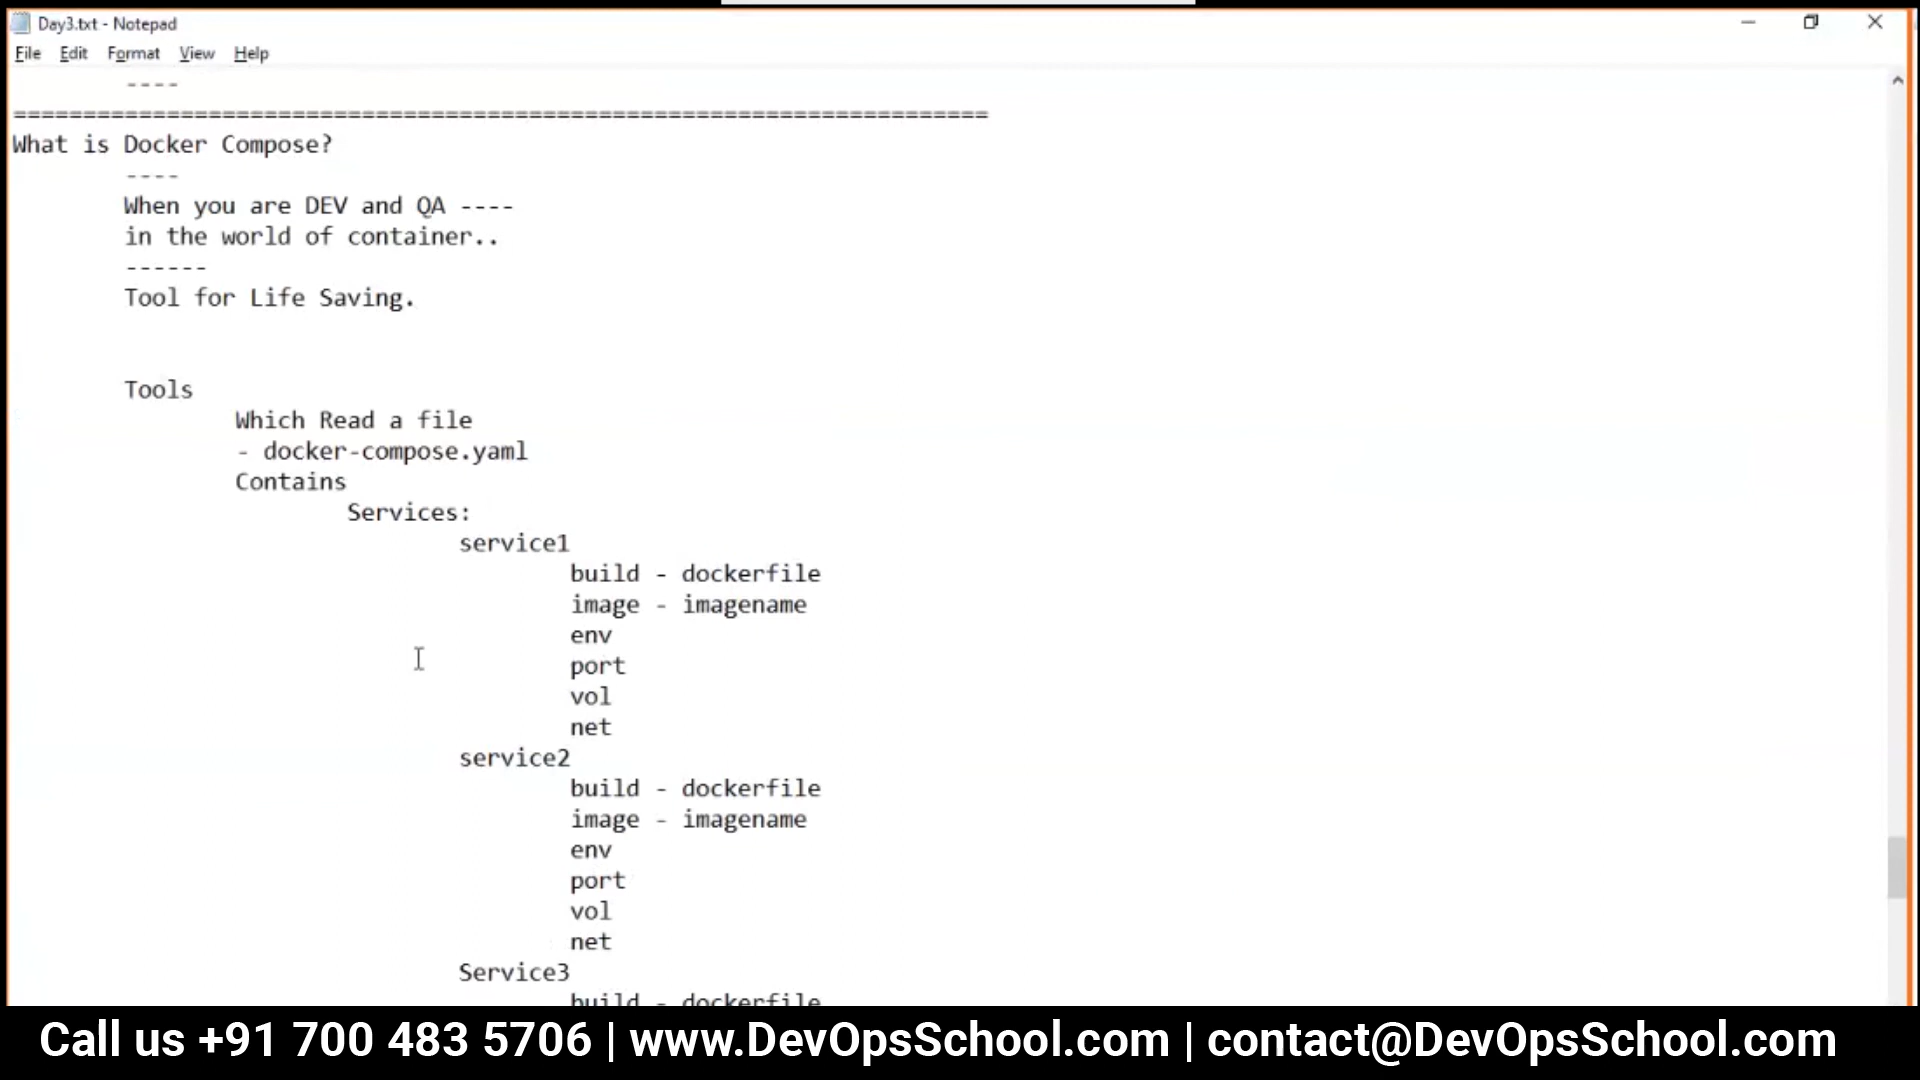 Day3.txt - Notepad
File Edit Format View Help
----
======================================================================
What is Docker Compose?
----
When you are DEV and QA ----
in the world of container..
------
Tool for Life Saving.
Tools
Which Read a file
- docker-compose.yaml
Contains
Services:
service1
build - dockerfile
image - imagename
env
port
vol
net
service2
build - dockerfile
image - imagename
env
port
vol
net
Service3
build - dockerfile
Call us +91 700 483 5706 | www.DevOpsSchool.com | contact@DevOpsSchool.com